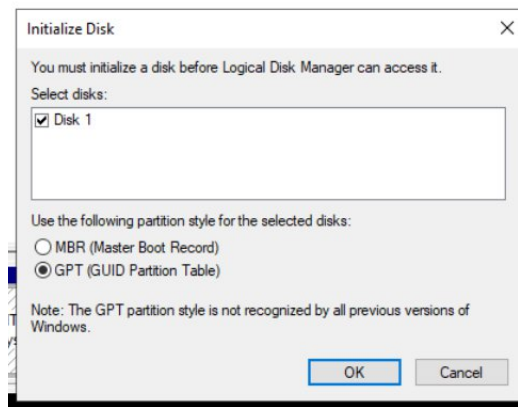 Initialize Disk
You must initialize a disk before Logical Disk Manager can access it.
Select disks:
Disk 1
Use the following partition style for the selected disks:
MBR (Master Boot Record)
GPT (GUID Partition Table)
Note: The GPT partition style is not recognized by all previous versions of
Windows.
OK Cancel